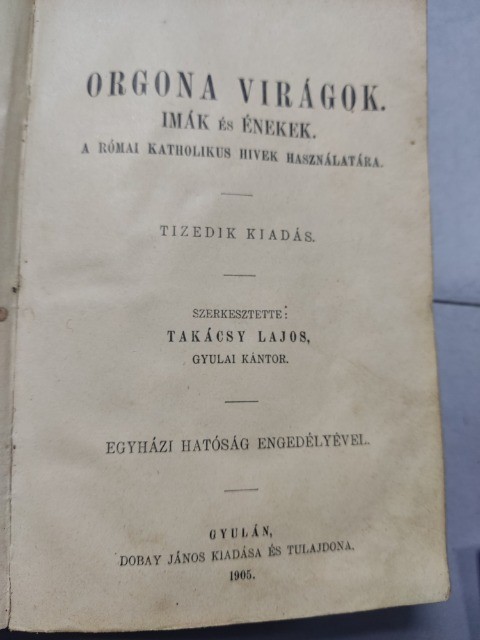 ORGONA VIRÁGOK.
IMÁK ÉS ÉNEKEK.
A RÓMAI KATHOLIKUS HIVEK HASZNÁLATÁRA.
TIZEDIK KIADÁS.
SZERKESZTETTE:
TAKÁCSY LAJOS,
GYULAI KÁNTOR.
EGYHÁZI HATÓSÁG ENGEDÉLYÉVEL.
GYULÁN,
DOBAY JÁNOS KIADÁSA ÉS TULAJDONA.
1905.